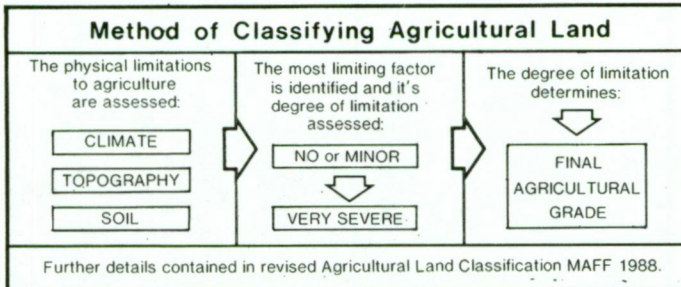 Method of Classifying Agricultural Land
The physical limitations
to agriculture
are assessed:
CLIMATE
TOPOGRAPHY
SOIL
The most limiting factor
is identified and it's
degree of limitation
assessed:
NO or MINOR
VERY SEVERE
The degree of limitation
determines:
FINAL
AGRICULTURAL
GRADE
Further details contained in revised Agricultural Land Classification MAFF 1988.